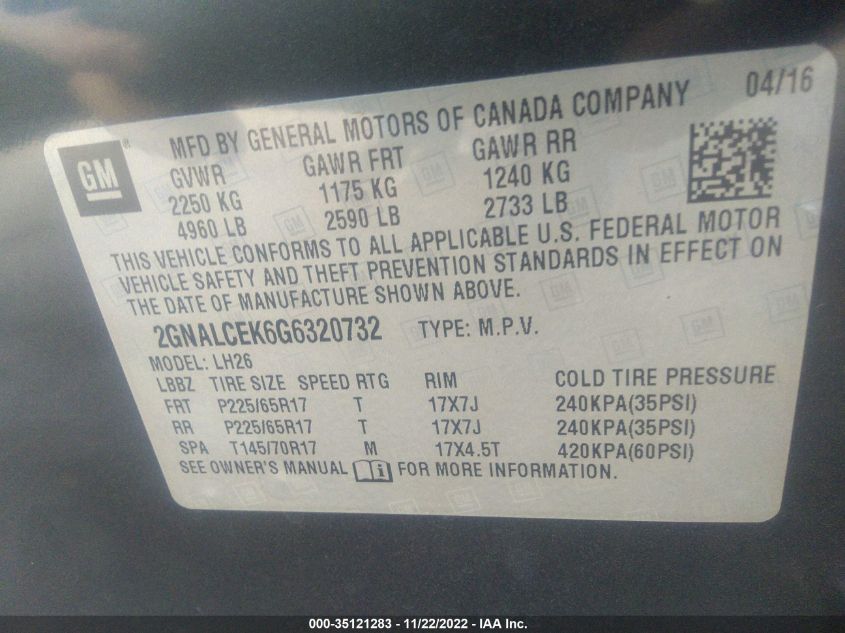 04/16
MFD BY GENERAL MOTORS OF CANADA COMPANY
GM®
GVWR GAWR FRT GAWR RR
2250 KG 1175 KG 1240 KG
4960 LB 2590 LB 2733 LB
THIS VEHICLE CONFORMS TO ALL APPLICABLE U.S. FEDERAL MOTOR
VEHICLE SAFETY AND THEFT PREVENTION STANDARDS IN EFFECT ON
THE DATE OF MANUFACTURE SHOWN ABOVE.
2GNALCEK6G6320732 TYPE: M.P.V.
MODEL: LH26
LBBZ TIRE SIZE SPEED RTG RIM COLD TIRE PRESSURE
FRT P225/65R17 T 17X7J 240KPA(35PSI)
RR P225/65R17 T 17X7J 240KPA(35PSI)
SPA T145/70R17 M 17X4.5T 420KPA(60PSI)
SEE OWNER'S MANUAL FOR MORE INFORMATION.
000-35121283 - 11/22/2022 - IAA Inc.